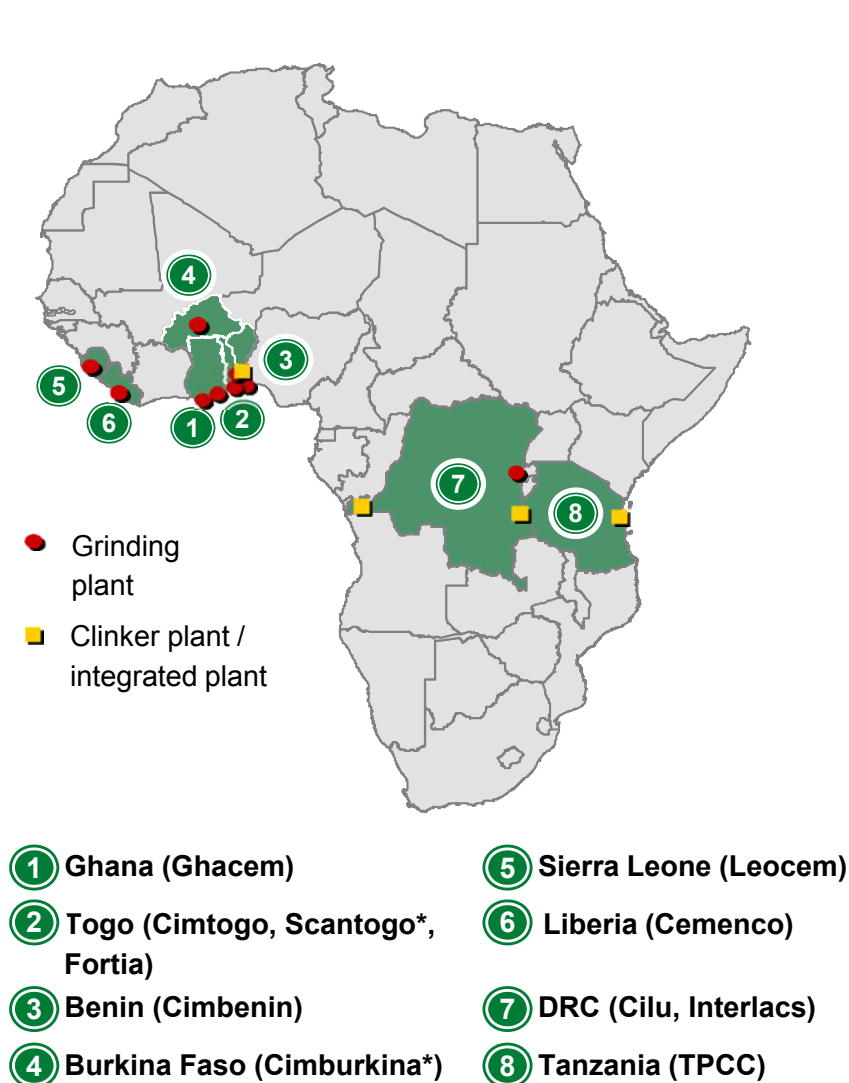 4
3
5
6
1
2
7
8
Grinding
plant
Clinker plant /
integrated plant
1 Ghana (Ghacem)
2 Togo (Cimtogo, Scantogo*,
Fortia)
3 Benin (Cimbenin)
4 Burkina Faso (Cimburkina*)
5 Sierra Leone (Leocem)
6 Liberia (Cemenco)
7 DRC (Cilu, Interlacs)
8 Tanzania (TPCC)